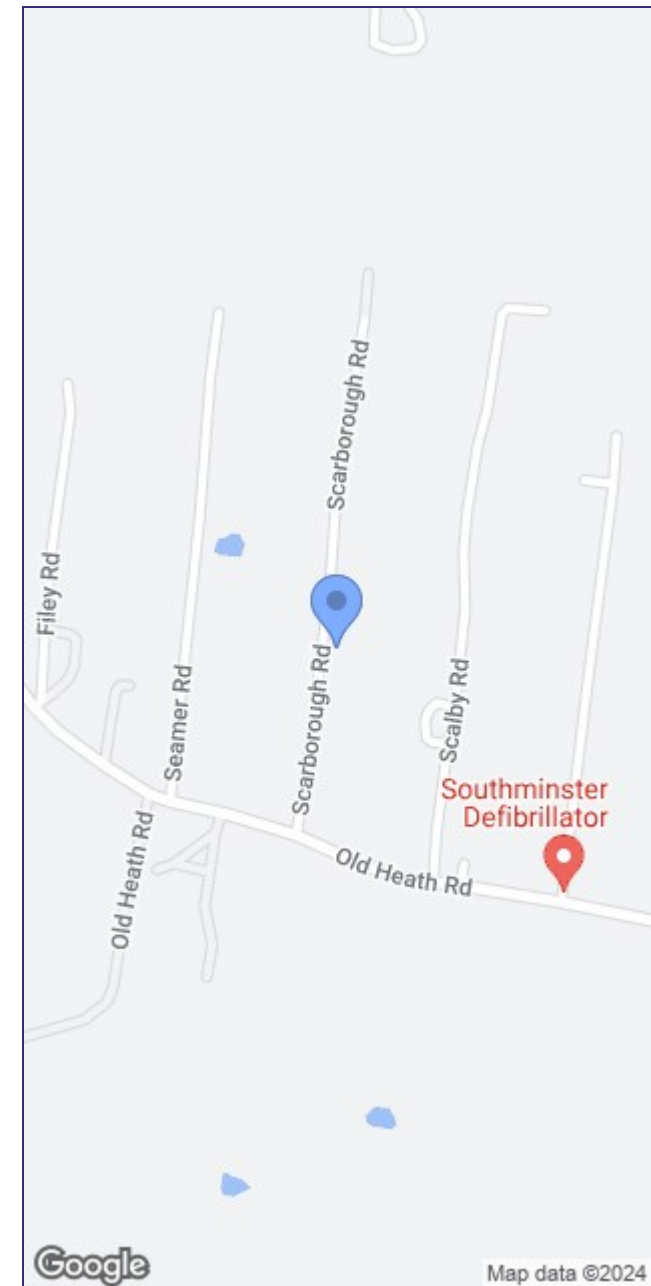 Scarborough Rd
Filey Rd
Seamer Rd
Scarborough Rd
Scalby Rd
Southminster
Defibrillator
Old Heath Rd
Old Heath Rd
Google
Map data ©2024